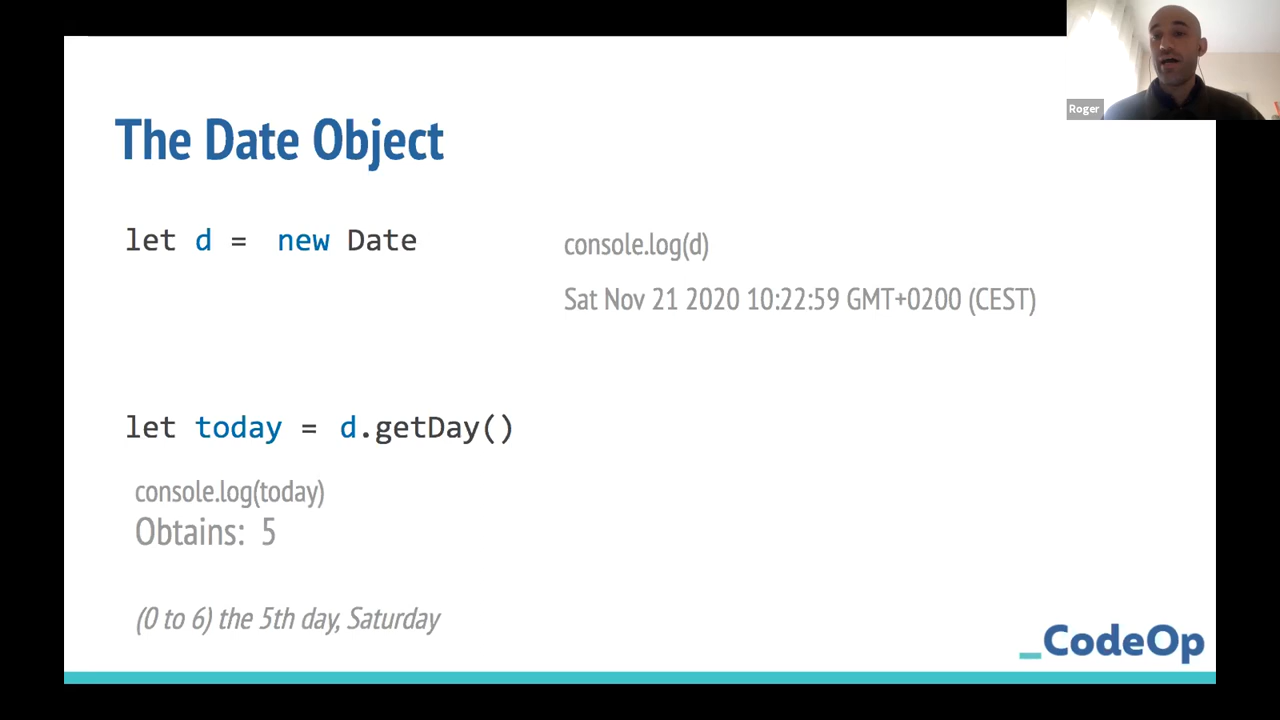 Roger
The Date Object
let d = new Date
console.log(d)
Sat Nov 21 2020 10:22:59 GMT+0200 (CEST)
let today = d.getDay()
console.log(today)
Obtains: 5
(0 to 6) the 5th day, Saturday
_CodeOp